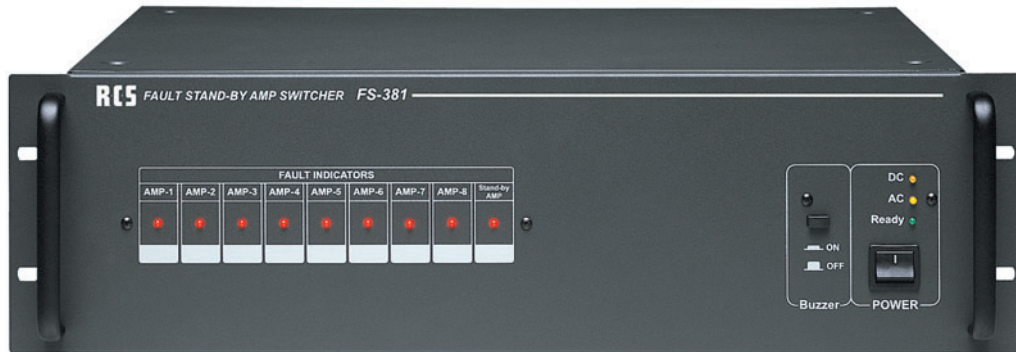 RCS FAULT STAND-BY AMP SWITCHER FS-381
FAULT INDICATORS
AMP-1 AMP-2 AMP-3 AMP-4 AMP-5 AMP-6 AMP-7 AMP-8 Stand-by AMP
DC
AC
Ready
ON
OFF
Buzzer
POWER